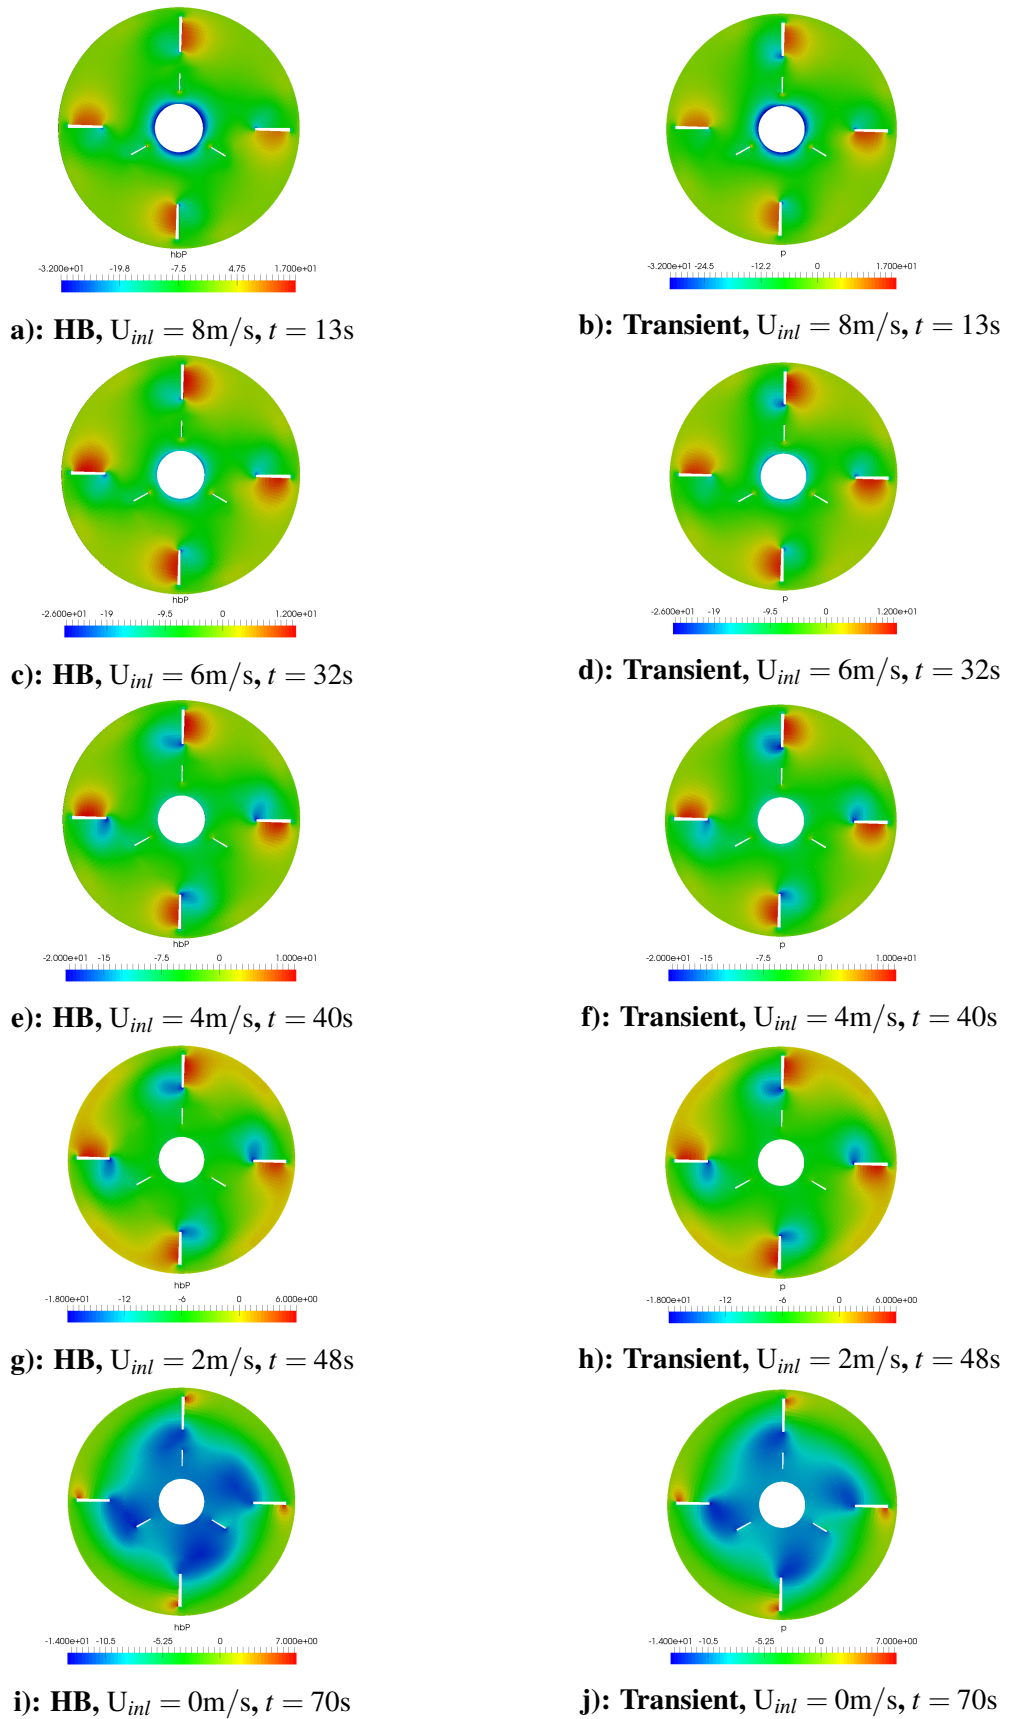 hbP
-3.200e+01 -19.8 -7.5 4.75 1.700e+01
a): HB, U_inl = 8m/s, t = 13s
p
-3.200e+01 -24.5 -12.2 0 1.700e+01
b): Transient, U_inl = 8m/s, t = 13s
hbP
-2.600e+01 -19 -9.5 0 1.200e+01
c): HB, U_inl = 6m/s, t = 32s
p
-2.600e+01 -19 -9.5 0 1.200e+01
d): Transient, U_inl = 6m/s, t = 32s
hbP
-2.000e+01 -15 -7.5 0 1.000e+01
e): HB, U_inl = 4m/s, t = 40s
p
-2.000e+01 -15 -7.5 0 1.000e+01
f): Transient, U_inl = 4m/s, t = 40s
hbP
-1.800e+01 -12 -6 0 6.000e+00
g): HB, U_inl = 2m/s, t = 48s
p
-1.800e+01 -12 -6 0 6.000e+00
h): Transient, U_inl = 2m/s, t = 48s
hbP
-1.400e+01 -10.5 -5.25 0 7.000e+00
i): HB, U_inl = 0m/s, t = 70s
p
-1.400e+01 -10.5 -5.25 0 7.000e+00
j): Transient, U_inl = 0m/s, t = 70s